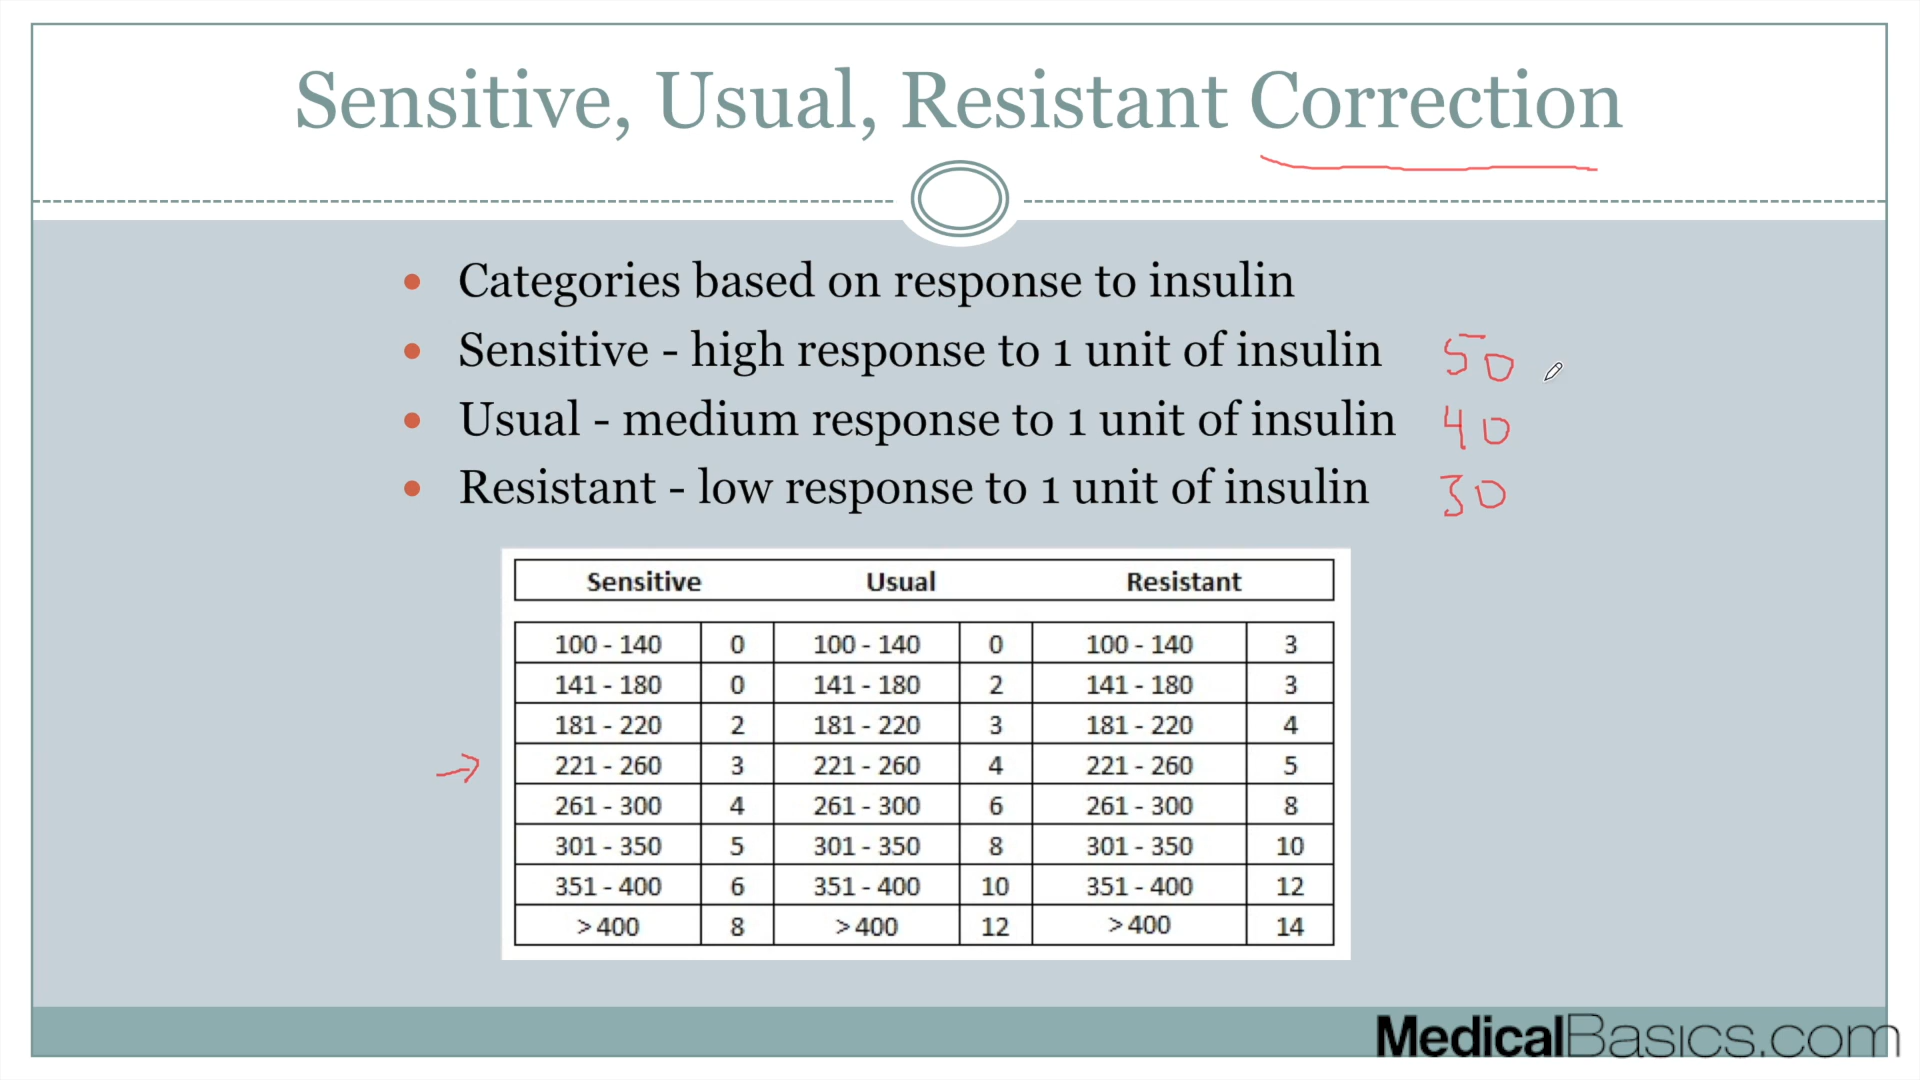 Sensitive, Usual, Resistant Correction
• Categories based on response to insulin
• Sensitive - high response to 1 unit of insulin 50
• Usual - medium response to 1 unit of insulin 40
• Resistant - low response to 1 unit of insulin 30
Sensitive Usual Resistant
100 - 140 0 100 - 140 0 100 - 140 3
141 - 180 0 141 - 180 2 141 - 180 3
181 - 220 2 181 - 220 3 181 - 220 4
221 - 260 3 221 - 260 4 221 - 260 5
261 - 300 4 261 - 300 6 261 - 300 8
301 - 350 5 301 - 350 8 301 - 350 10
351 - 400 6 351 - 400 10 351 - 400 12
>400 8 >400 12 >400 14
MedicalBasics.com